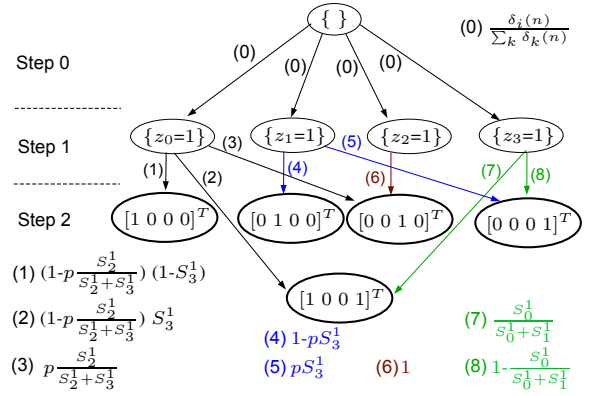 { }
(0) δ_i(n) / ∑_k δ_k(n)
(0) (0) (0) (0)
Step 0
Step 1
{z_0=1} {z_1=1} {z_2=1} {z_3=1}
(1) (2) (3) (4) (5) (6) (7) (8)
Step 2
[1 0 0 0]^T [0 1 0 0]^T [0 0 1 0]^T [0 0 0 1]^T
[1 0 0 1]^T
(1) (1-p S_2^1 / (S_2^1+S_3^1)) (1-S_3^1)
(2) (1-p S_2^1 / (S_2^1+S_3^1)) S_3^1
(3) p S_2^1 / (S_2^1+S_3^1)
(4) 1-pS_3^1
(5) pS_3^1 (6) 1
(7) S_0^1 / (S_0^1+S_1^1)
(8) 1- S_0^1 / (S_0^1+S_1^1)